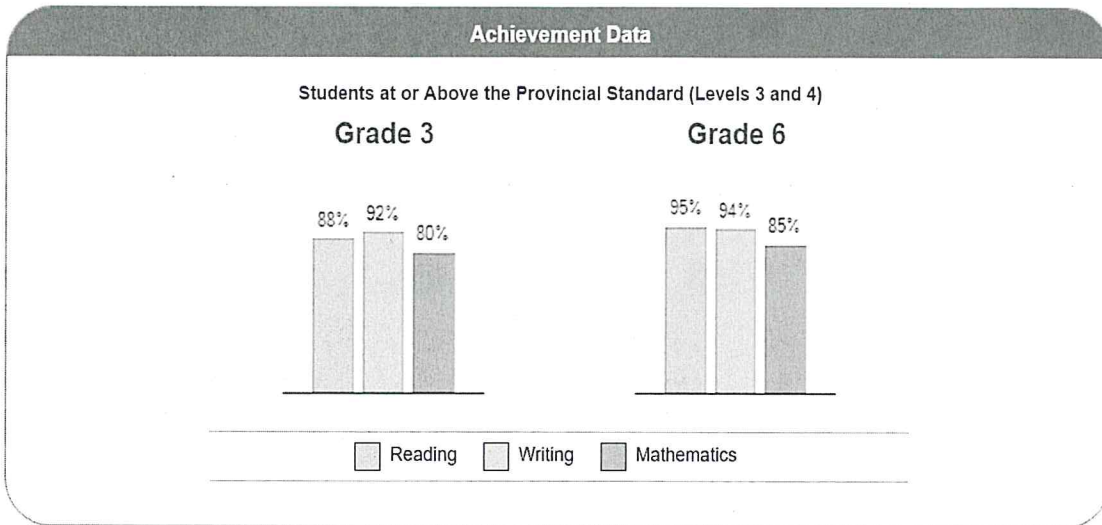 Achievement Data
Students at or Above the Provincial Standard (Levels 3 and 4)
Grade 3
Grade 6
88%
92%
80%
95%
94%
85%
Reading
Writing
Mathematics